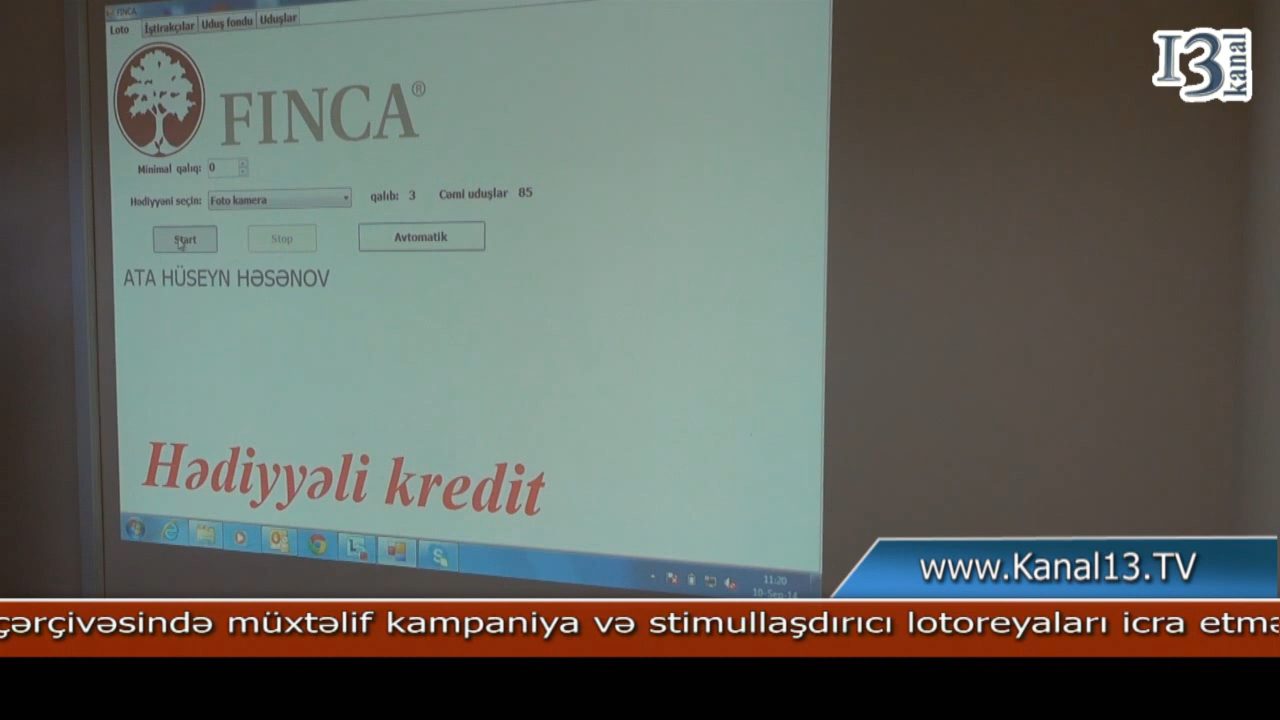 FINCA
Loto İştirakçılar Uduş fondu Uduşlar
13 kanal
FINCA®
Minimal qalıq: 0
Hədiyyəni seçin: Foto kamera qalıb: 3 Cəmi uduşlar 85
Start Stop Avtomatik
ATA HÜSEYN HƏSƏNOV
Hədiyyəli kredit
11:20
10-Sep-14
www.Kanal13.TV
çərçivəsində müxtəlif kampaniya və stimullaşdırıcı lotoreyaları icra etmə